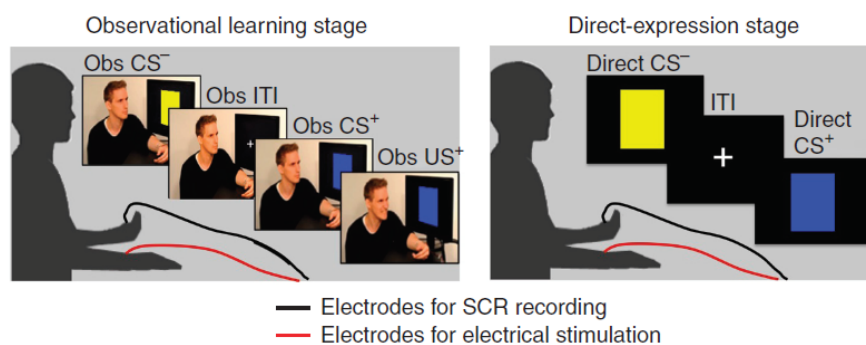 Observational learning stage
Direct-expression stage
Obs CS⁻
Obs ITI
Obs CS⁺
Obs US⁺
Direct CS⁻
ITI
Direct
CS⁺
Electrodes for SCR recording
Electrodes for electrical stimulation